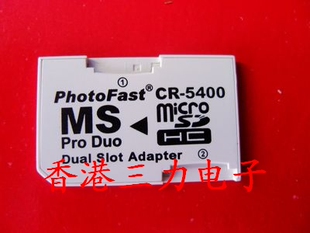 ①
PhotoFast® CR-5400
MS ◄ micro SD HC
Pro Duo
Dual Slot Adapter
②
香港三力电子